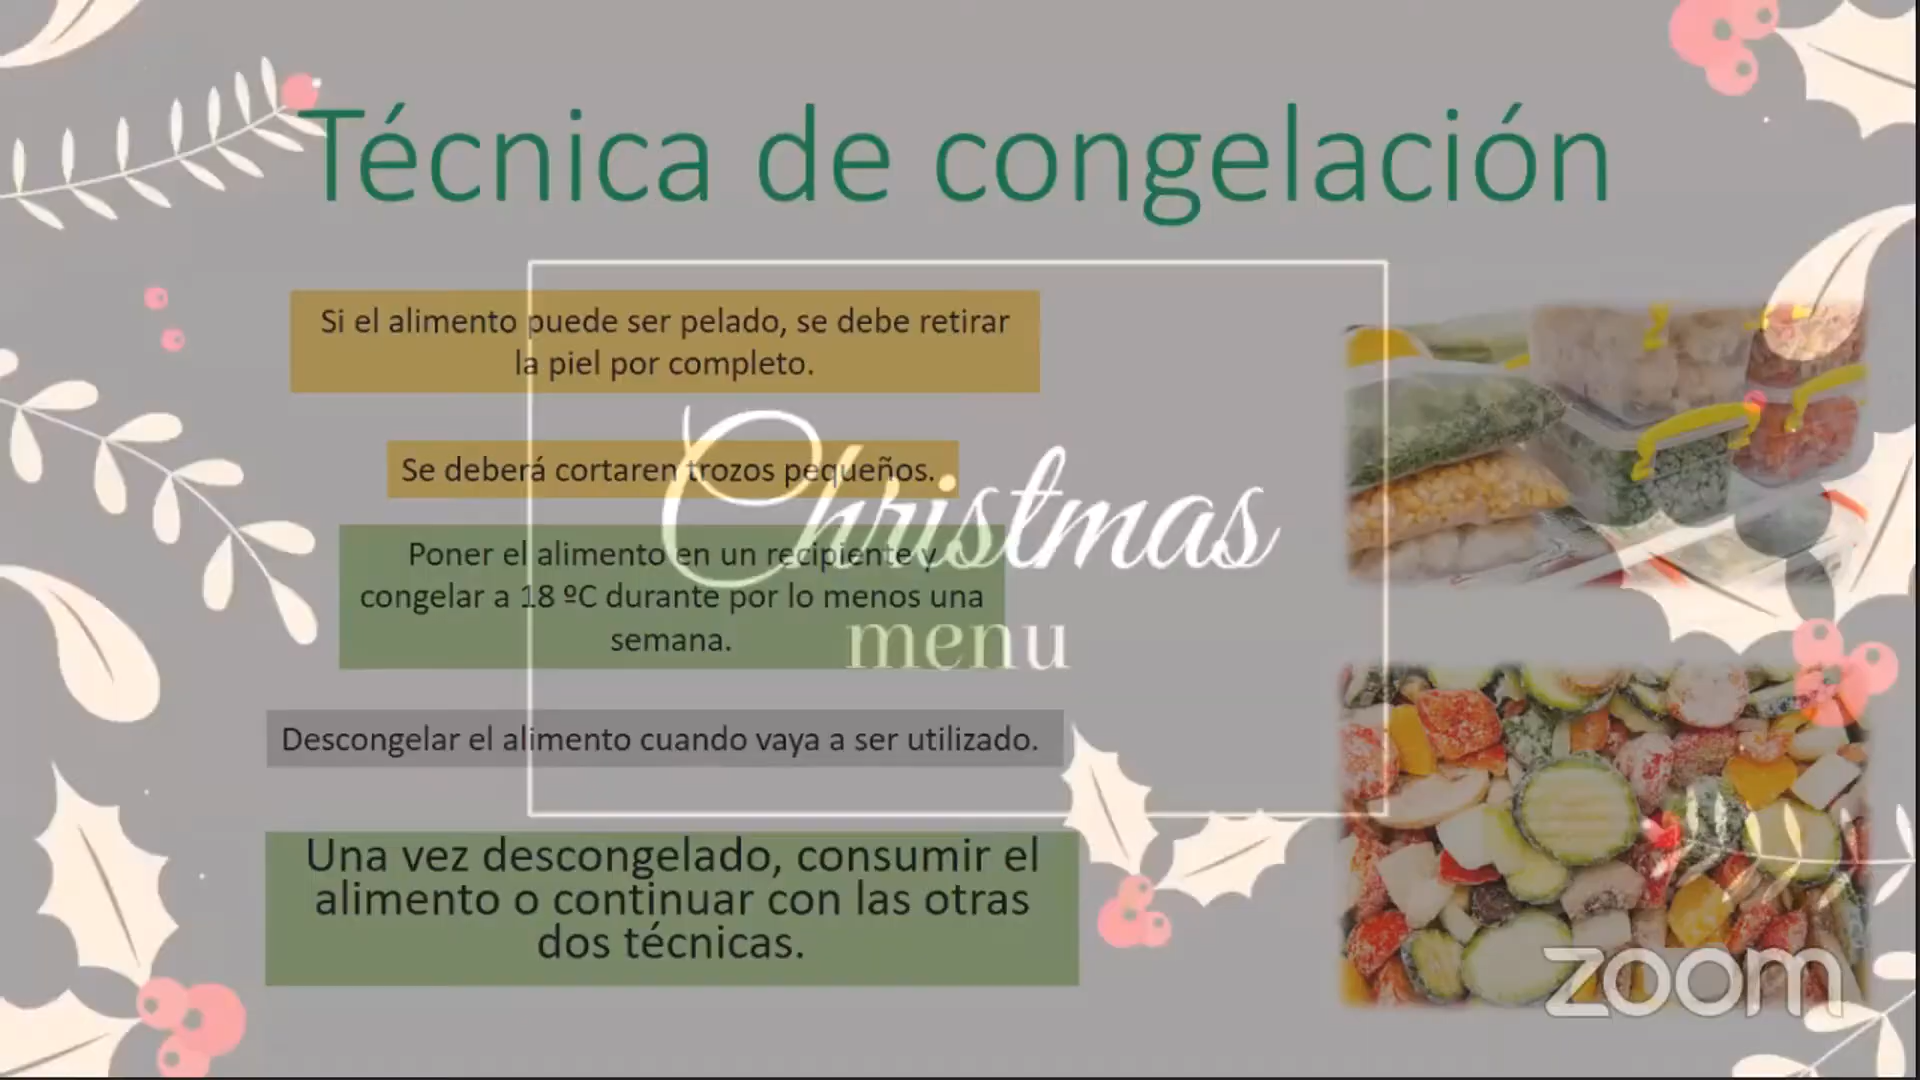 Técnica de congelación
Si el alimento puede ser pelado, se debe retirar
la piel por completo.
Se deberá cortaren trozos pequeños.
Poner el alimento en un recipiente y
congelar a 18 ºC durante por lo menos una
semana.
Christmas
menu
Descongelar el alimento cuando vaya a ser utilizado.
Una vez descongelado, consumir el
alimento o continuar con las otras
dos técnicas.
zoom